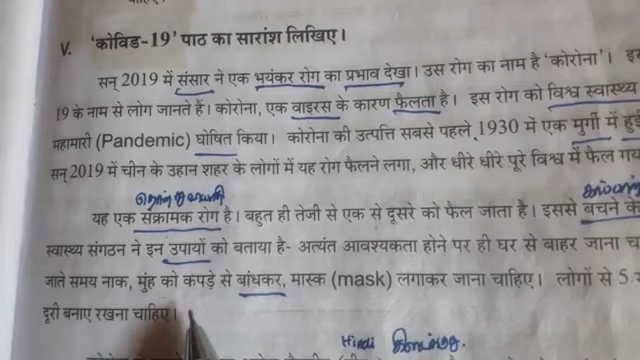 V. 'कोविड-19' पाठ का सारांश लिखिए।
सन् 2019 में संसार ने एक भयंकर रोग का प्रभाव देखा। उस रोग का नाम है 'कोरोना'।
19 के नाम से लोग जानते हैं। कोरोना, एक वाइरस के कारण फैलता है। इस रोग को विश्व स्वास्थ्य
महामारी (Pandemic) घोषित किया। कोरोना की उत्पत्ति सबसे पहले 1930 में एक मुर्गी में हुई
सन् 2019 में चीन के उहान शहर के लोगों में यह रोग फैलने लगा, और धीरे धीरे पूरे विश्व में फैल
यह एक संक्रामक रोग है। बहुत ही तेजी से एक से दूसरे को फैल जाता है। इससे बचने के
स्वास्थ्य संगठन ने इन उपायों को बताया है- अत्यंत आवश्यकता होने पर ही घर से बाहर जाना
जाते समय नाक, मुंह को कपड़े से बांधकर, मास्क (mask) लगाकर जाना चाहिए। लोगों से 5
दूरी बनाए रखना चाहिए।
Hindi